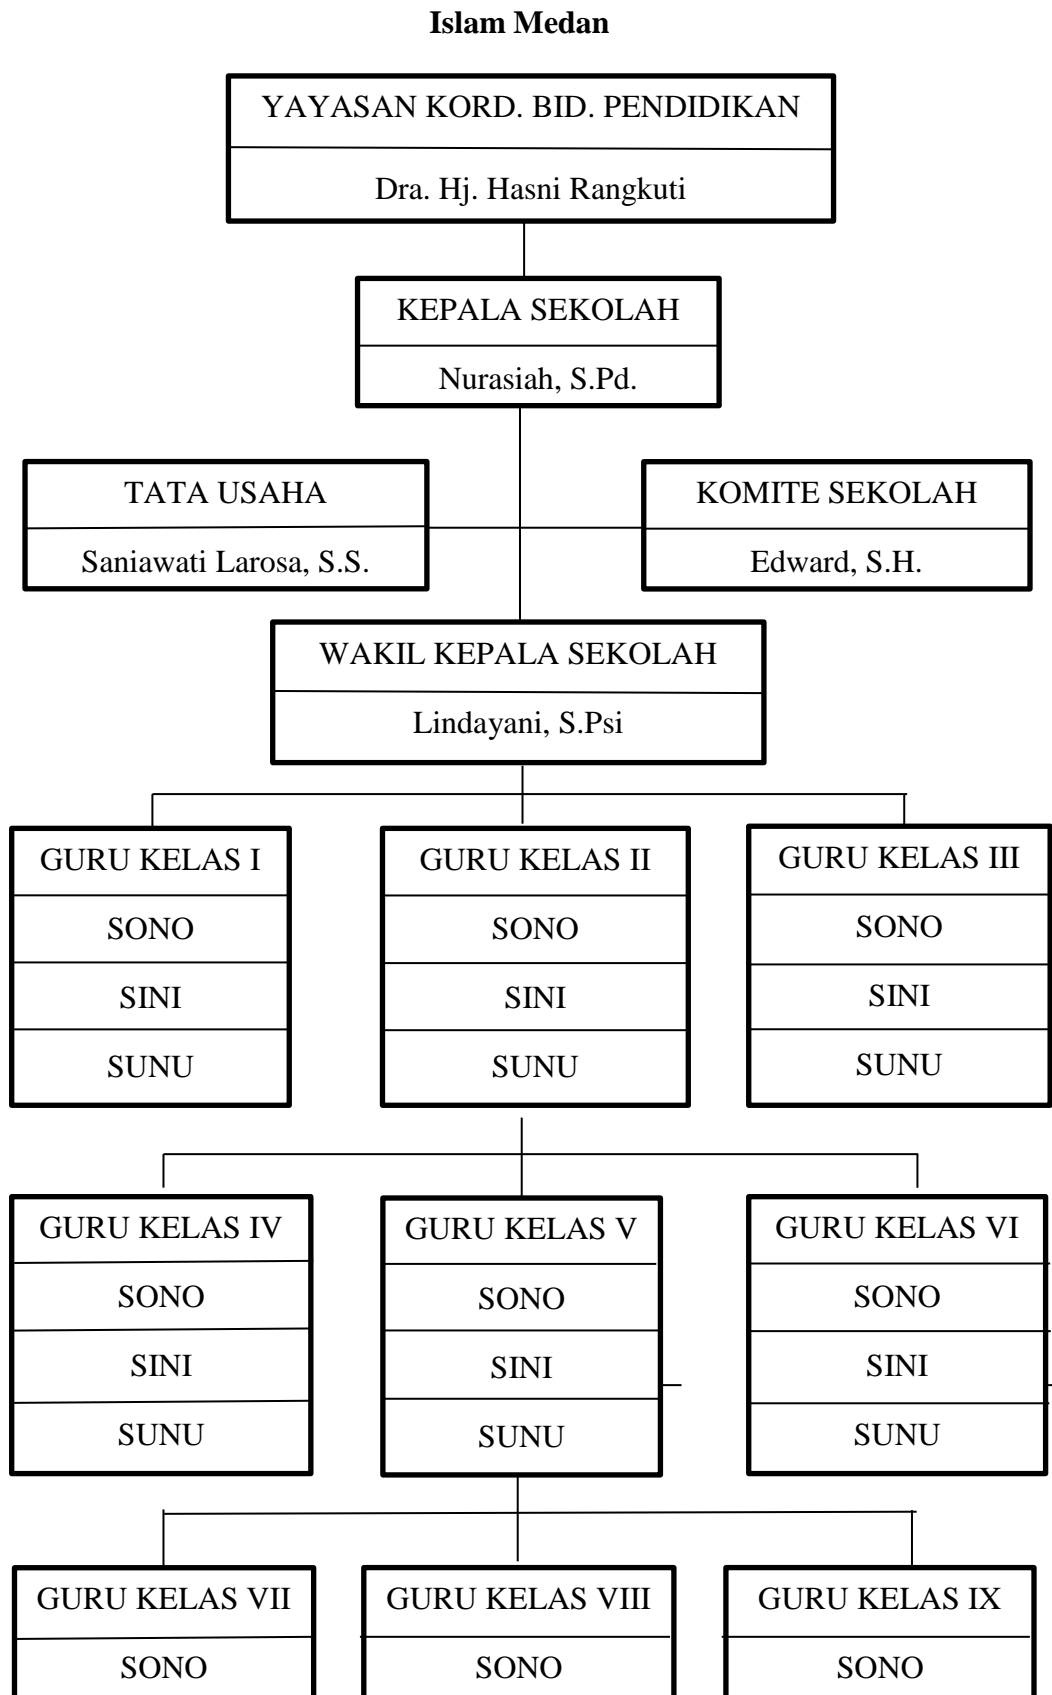 Islam Medan
YAYASAN KORD. BID. PENDIDIKAN
Dra. Hj. Hasni Rangkuti
KEPALA SEKOLAH
Nurasiah, S.Pd.
TATA USAHA
Saniawati Larosa, S.S.
KOMITE SEKOLAH
Edward, S.H.
WAKIL KEPALA SEKOLAH
Lindayani, S.Psi
GURU KELAS I
SONO
SINI
SUNU
GURU KELAS II
SONO
SINI
SUNU
GURU KELAS III
SONO
SINI
SUNU
GURU KELAS IV
SONO
SINI
SUNU
GURU KELAS V
SONO
SINI
SUNU
GURU KELAS VI
SONO
SINI
SUNU
GURU KELAS VII
SONO
GURU KELAS VIII
SONO
GURU KELAS IX
SONO